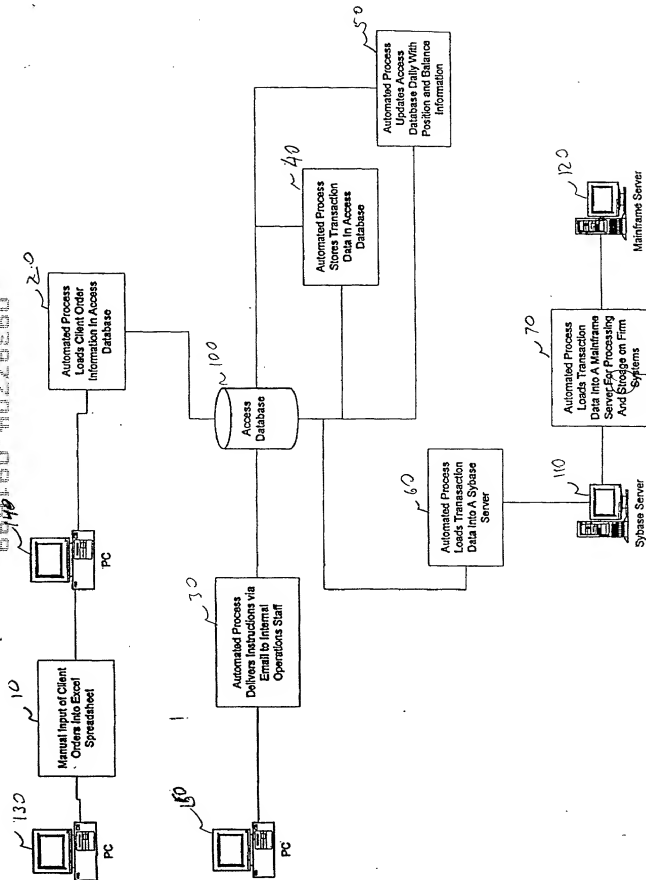 130
PC
10
Manual Input of Client
Orders Into Excel
Spreadsheet
140
PC
20
Automated Process
Loads Client Order
Information In Access
Database
PC
30
Automated Process
Delivers Instructions via
Email to Internal
Operations Staff
100
Access
Database
40
Automated Process
Stores Transaction
Data In Access
Database
50
Automated Process
Updates Access
Database Daily With
Position and Balance
Information
60
Automated Process
Loads Tranasaction
Data Into A Sybase
Server
110
Sybase Server
70
Automated Process
Loads Transaction
Data Into A Mainframe
Server For Processing
And Stroage on Firm
Systems
120
Mainframe Server